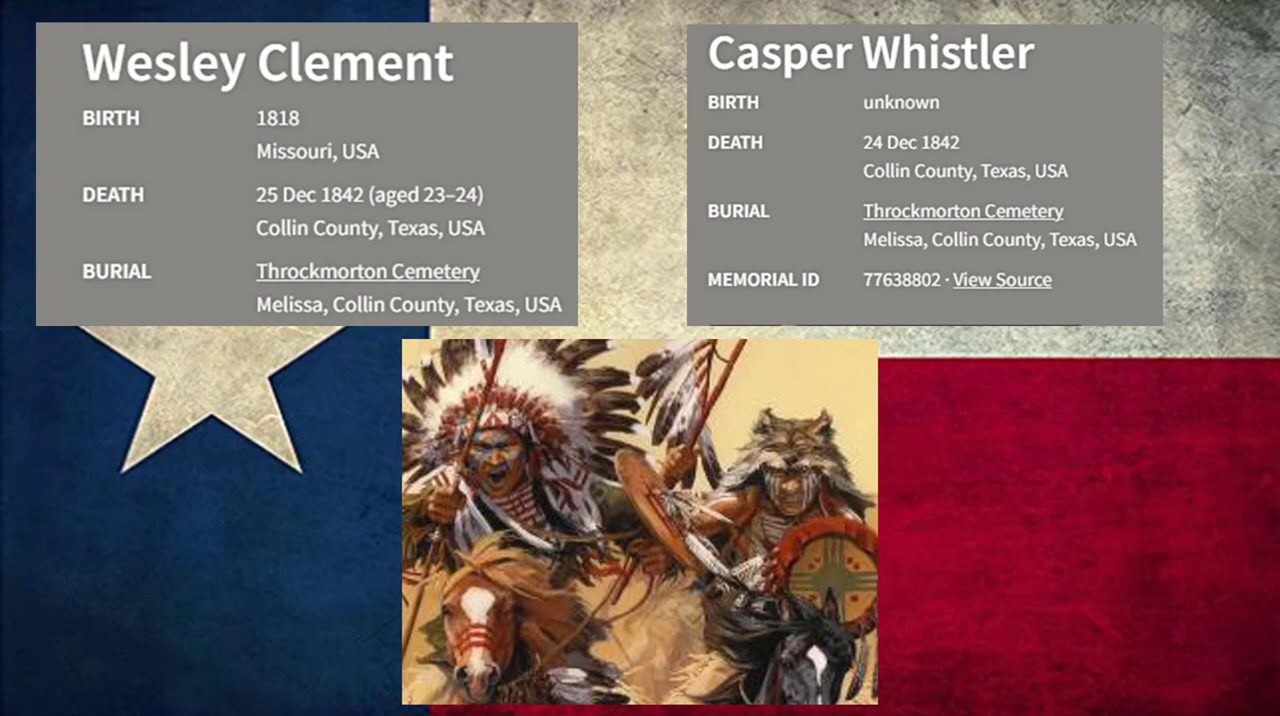 Wesley Clement
BIRTH 1818
Missouri, USA
DEATH 25 Dec 1842 (aged 23–24)
Collin County, Texas, USA
BURIAL Throckmorton Cemetery
Melissa, Collin County, Texas, USA
Casper Whistler
BIRTH unknown
DEATH 24 Dec 1842
Collin County, Texas, USA
BURIAL Throckmorton Cemetery
Melissa, Collin County, Texas, USA
MEMORIAL ID 77638802 · View Source